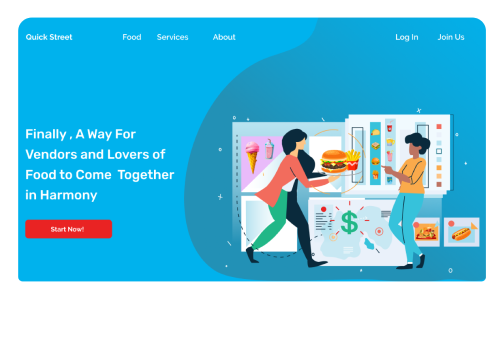 Quick Street Food Services About Log In Join Us
Finally , A Way For
Vendors and Lovers of
Food to Come Together
in Harmony
Start Now!
$